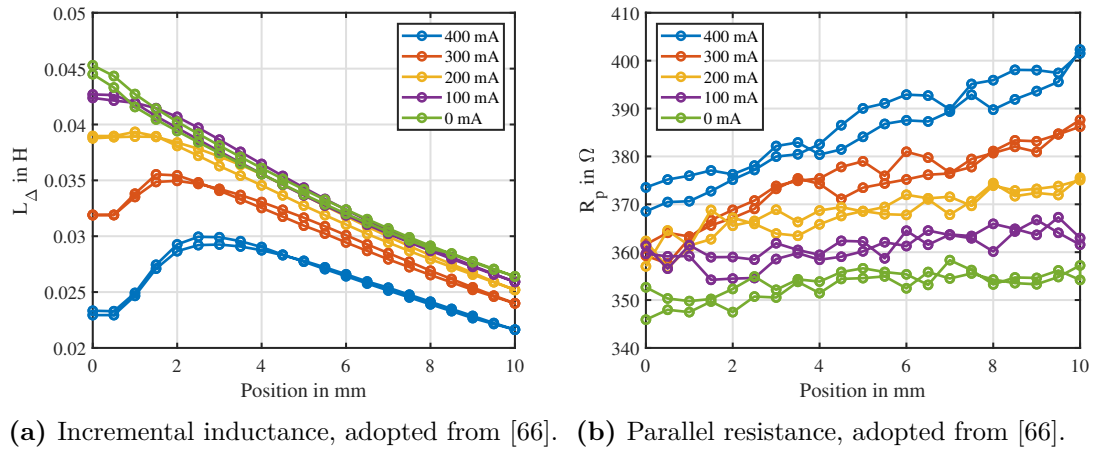 0.05
0.045
0.04
0.035
0.03
0.025
0.02
L_Δ in H
0 2 4 6 8 10
Position in mm
400 mA
300 mA
200 mA
100 mA
0 mA
410
400
390
380
370
360
350
340
R_p in Ω
0 2 4 6 8 10
Position in mm
400 mA
300 mA
200 mA
100 mA
0 mA
(a) Incremental inductance, adopted from [66].
(b) Parallel resistance, adopted from [66].